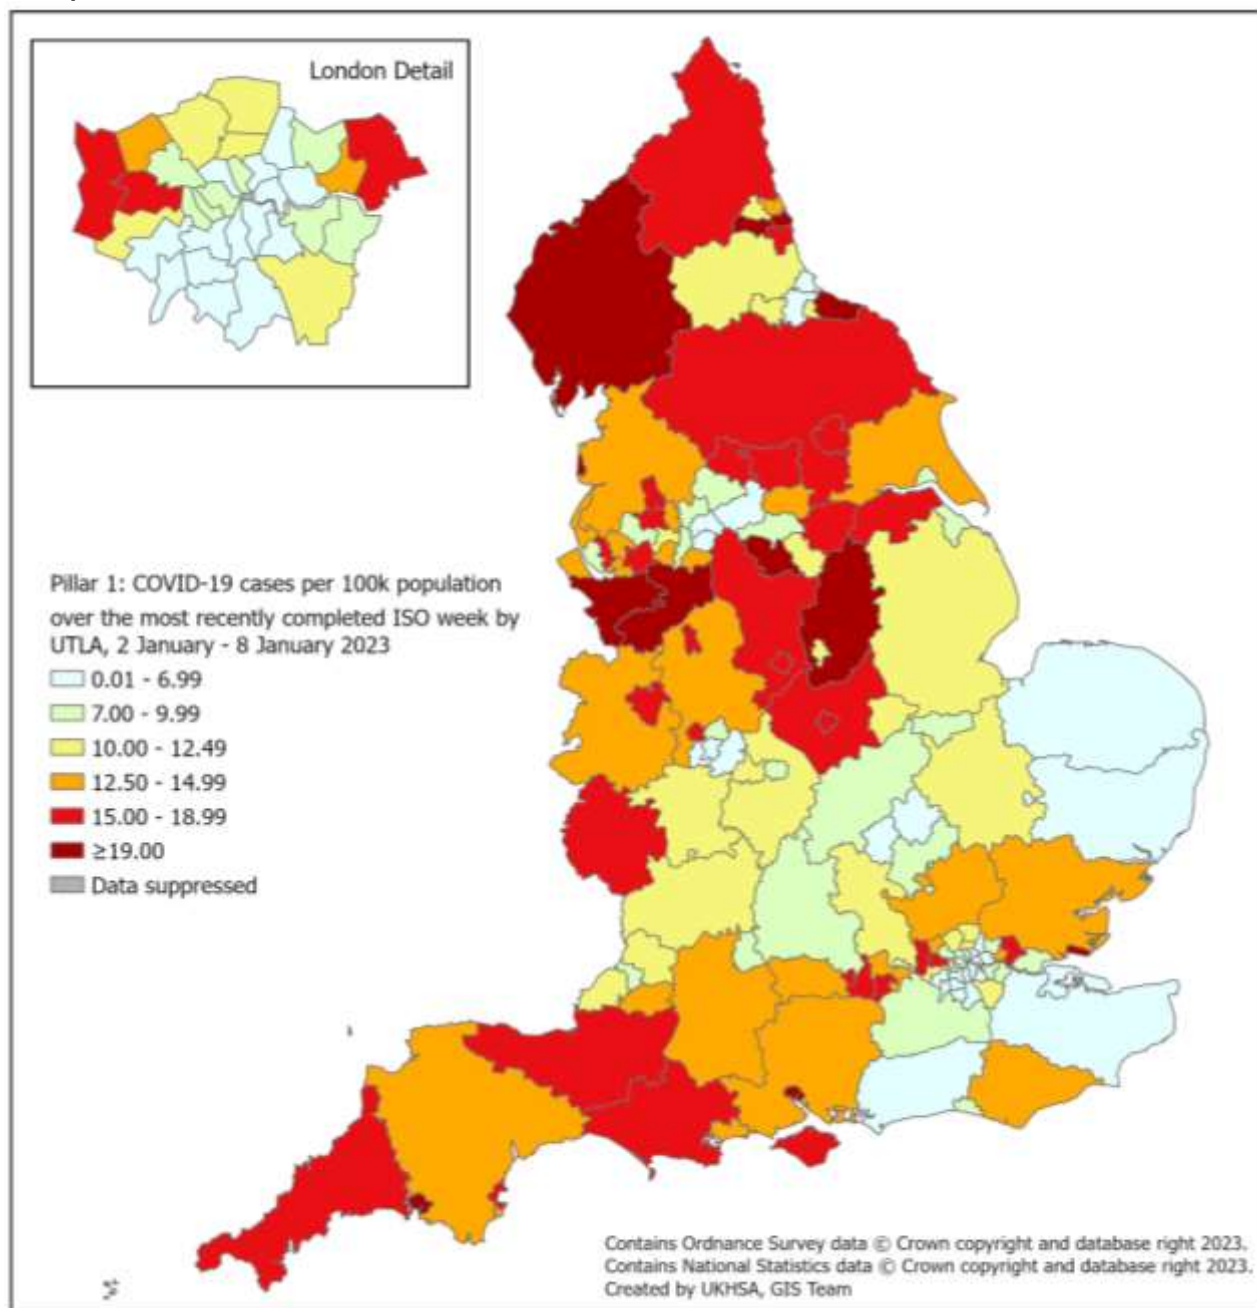 London Detail
Pillar 1: COVID-19 cases per 100k population
over the most recently completed ISO week by
UTLA, 2 January - 8 January 2023
0.01 - 6.99
7.00 - 9.99
10.00 - 12.49
12.50 - 14.99
15.00 - 18.99
≥19.00
Data suppressed
Contains Ordnance Survey data © Crown copyright and database right 2023.
Contains National Statistics data © Crown copyright and database right 2023.
Created by UKHSA, GIS Team